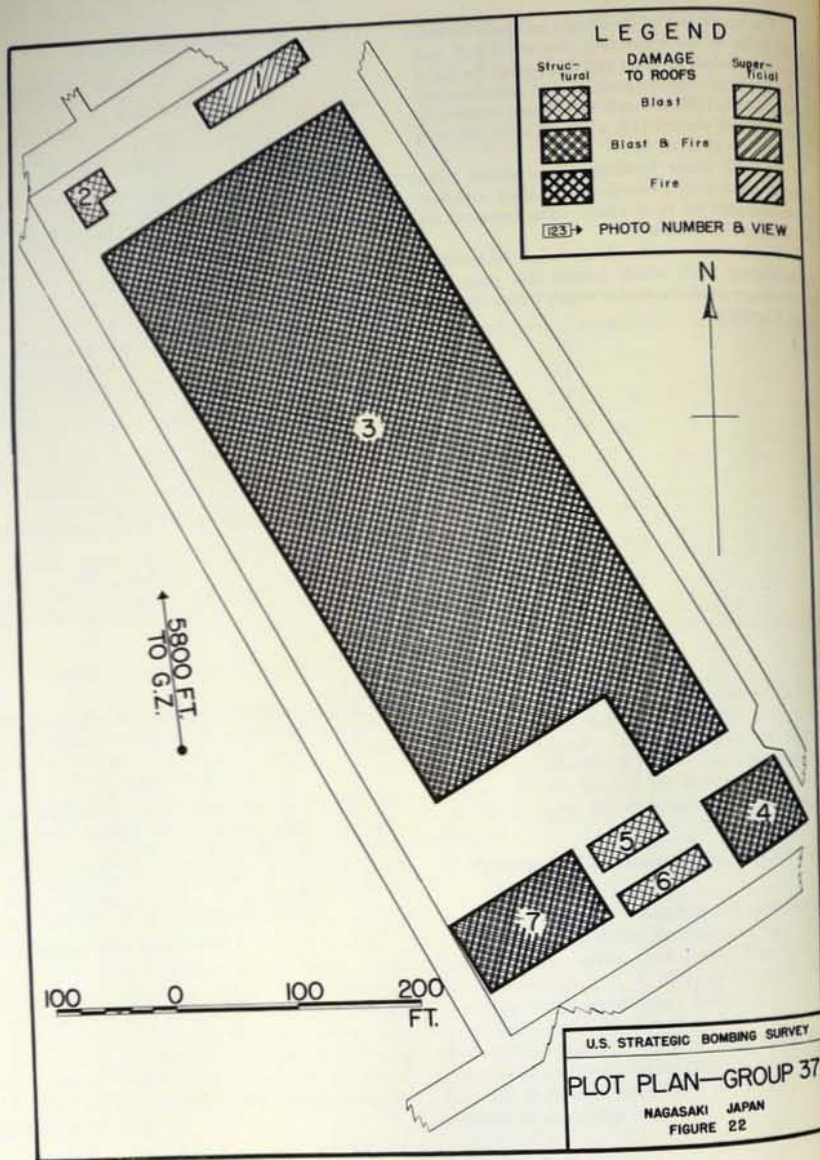 LEGEND
Struc-
tural
DAMAGE
TO ROOFS
Super-
ficial
Blast
Blast & Fire
Fire
123 PHOTO NUMBER & VIEW
N
1
2
3
5800 FT.
TO G.Z.
4
5
6
7
100 0 100 200
FT.
U.S. STRATEGIC BOMBING SURVEY
PLOT PLAN—GROUP 37
NAGASAKI JAPAN
FIGURE 22